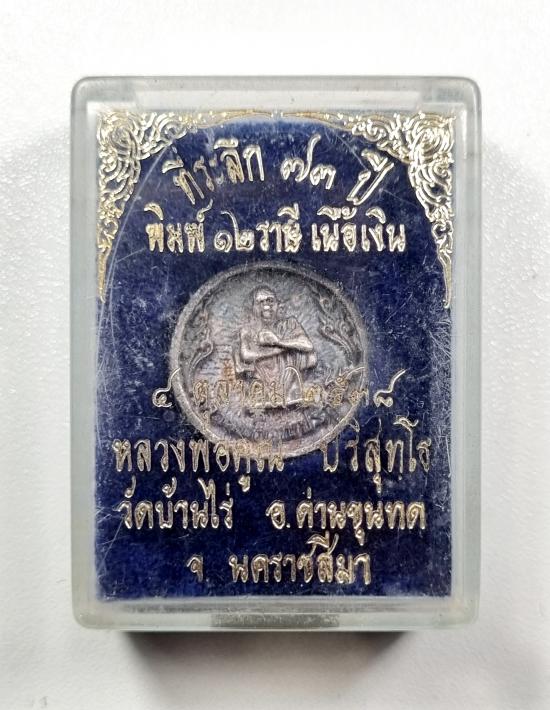 ที่ระลึก ๗๓ ปี
พิมพ์ ๑๒ ราษี เนื้อเงิน
๔ ตุลาคม ๒๕๓๘
หลวงพ่อคูณ ปริสุทโธ
วัดบ้านไร่ อ.ด่านขุนทด
จ. นครราชสีมา